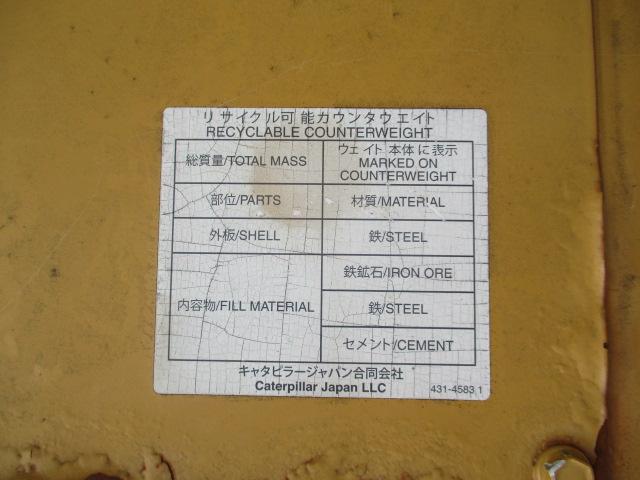 リサイクル可能カウンタウエイト
RECYCLABLE COUNTERWEIGHT
総質量/TOTAL MASS
ウェイト本体に表示
MARKED ON
COUNTERWEIGHT
部位/PARTS
材質/MATERIAL
外板/SHELL
鉄/STEEL
内容物/FILL MATERIAL
鉄鉱石/IRON ORE
鉄/STEEL
セメント/CEMENT
キャタピラージャパン合同会社
Caterpillar Japan LLC
431-4583 1